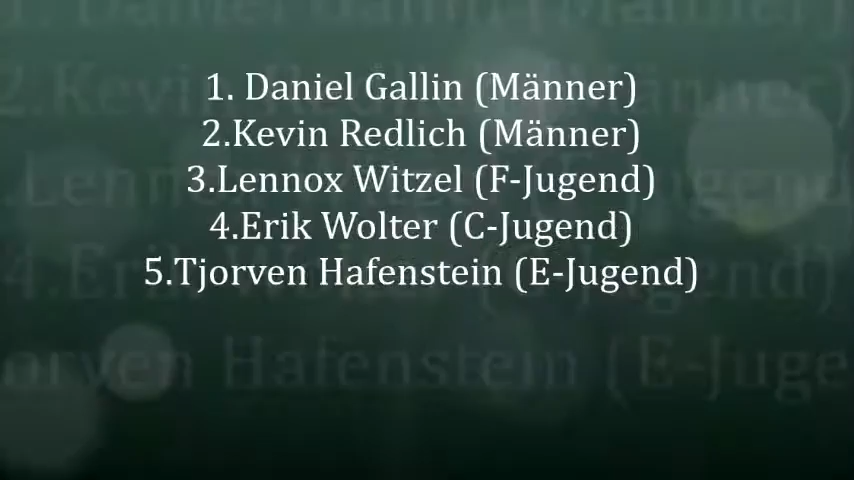 1. Daniel Gallin (Männer)
2.Kevin Redlich (Männer)
3.Lennox Witzel (F-Jugend)
4.Erik Wolter (C-Jugend)
5.Tjorven Hafenstein (E-Jugend)